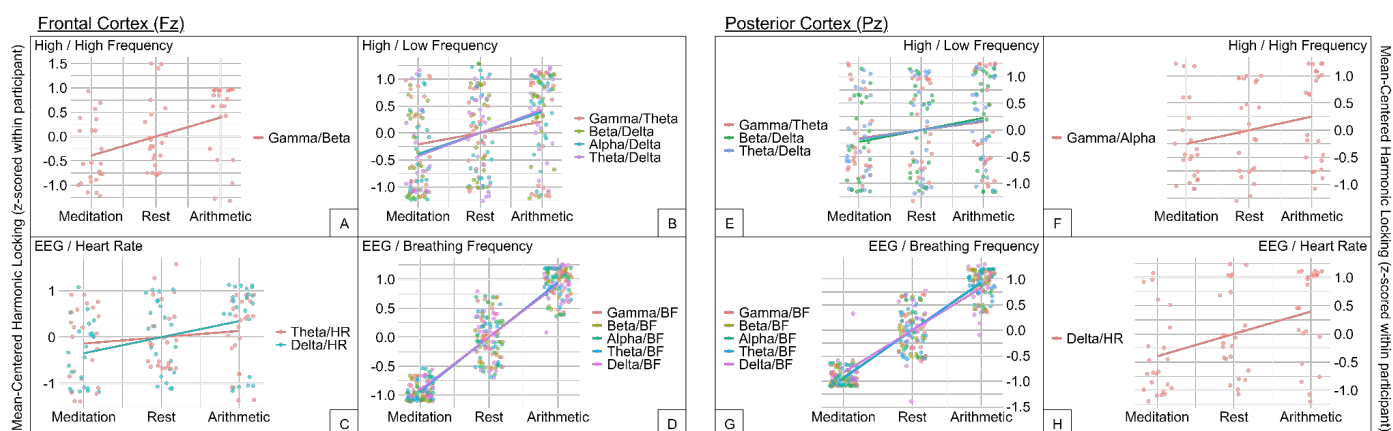 Frontal Cortex (Fz)
Posterior Cortex (Pz)
Mean-Centered Harmonic Locking (z-scored within participant)
High / High Frequency
1.5
1.0
0.5
0.0
-0.5
-1.0
Gamma/Beta
Meditation Rest Arithmetic
A
High / Low Frequency
1.0
0.5
0.0
-0.5
-1.0
Gamma/Theta
Beta/Delta
Alpha/Delta
Theta/Delta
Meditation Rest Arithmetic
B
EEG / Heart Rate
1
0
-1
Theta/HR
Delta/HR
Meditation Rest Arithmetic
C
EEG / Breathing Frequency
1.0
0.5
0.0
-0.5
-1.0
Gamma/BF
Beta/BF
Alpha/BF
Theta/BF
Delta/BF
Meditation Rest Arithmetic
D
High / Low Frequency
Gamma/Theta
Beta/Delta
Theta/Delta
1.0
0.5
0.0
-0.5
-1.0
Meditation Rest Arithmetic
E
High / High Frequency
Gamma/Alpha
1.0
0.5
0.0
-0.5
-1.0
Meditation Rest Arithmetic
F
EEG / Breathing Frequency
Gamma/BF
Beta/BF
Alpha/BF
Theta/BF
Delta/BF
1.0
0.5
0.0
-0.5
-1.0
-1.5
Meditation Rest Arithmetic
G
EEG / Heart Rate
Delta/HR
1.0
0.5
0.0
-0.5
-1.0
Meditation Rest Arithmetic
H
Mean-Centered Harmonic Locking (z-scored within participant)